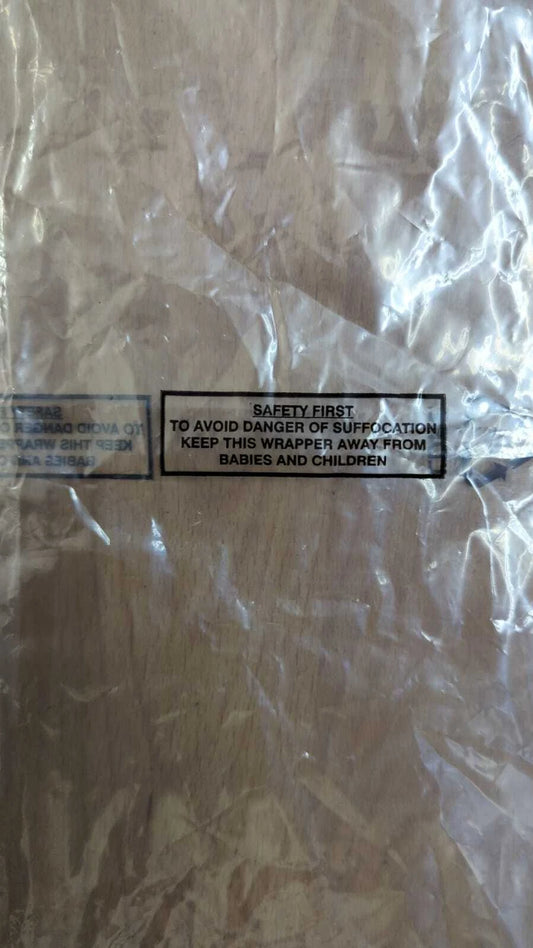 SAFETY FIRST
TO AVOID DANGER OF SUFFOCATION
KEEP THIS WRAPPER AWAY FROM
BABIES AND CHILDREN